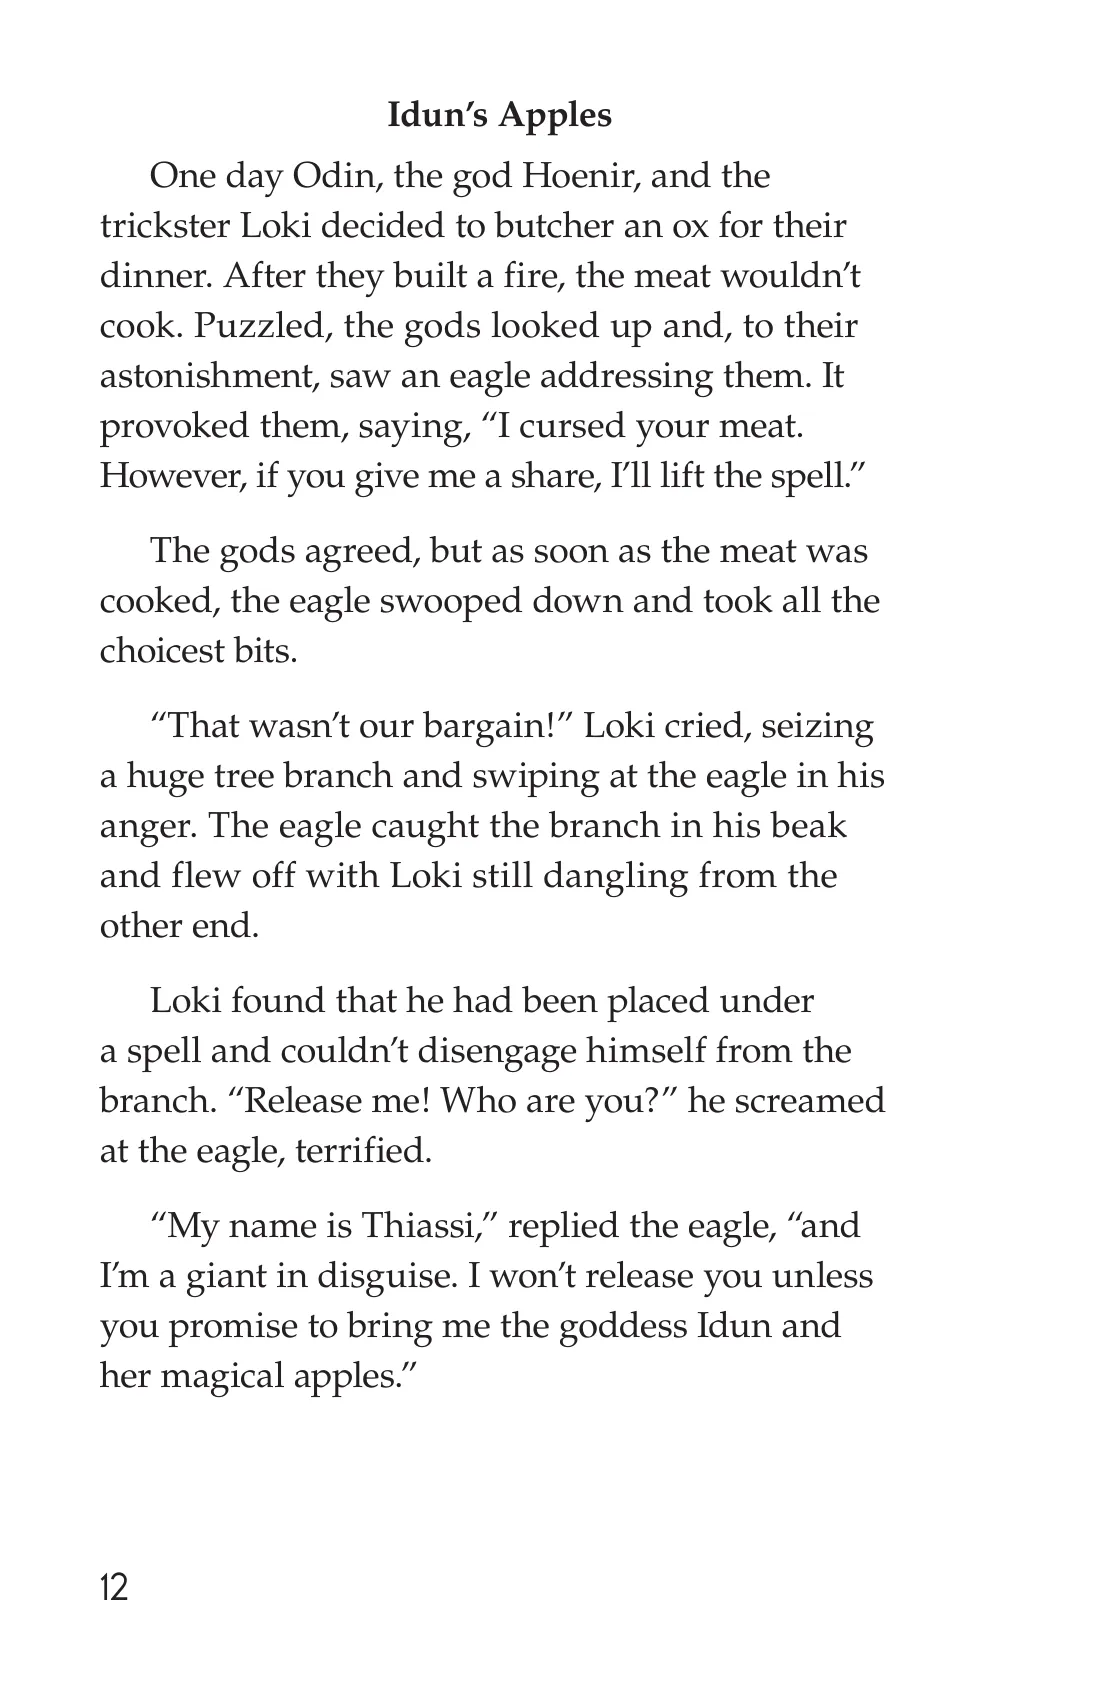 Idun’s Apples
One day Odin, the god Hoenir, and the
trickster Loki decided to butcher an ox for their
dinner. After they built a fire, the meat wouldn’t
cook. Puzzled, the gods looked up and, to their
astonishment, saw an eagle addressing them. It
provoked them, saying, “I cursed your meat.
However, if you give me a share, I’ll lift the spell.”
The gods agreed, but as soon as the meat was
cooked, the eagle swooped down and took all the
choicest bits.
“That wasn’t our bargain!” Loki cried, seizing
a huge tree branch and swiping at the eagle in his
anger. The eagle caught the branch in his beak
and flew off with Loki still dangling from the
other end.
Loki found that he had been placed under
a spell and couldn’t disengage himself from the
branch. “Release me! Who are you?” he screamed
at the eagle, terrified.
“My name is Thiassi,” replied the eagle, “and
I’m a giant in disguise. I won’t release you unless
you promise to bring me the goddess Idun and
her magical apples.”
12